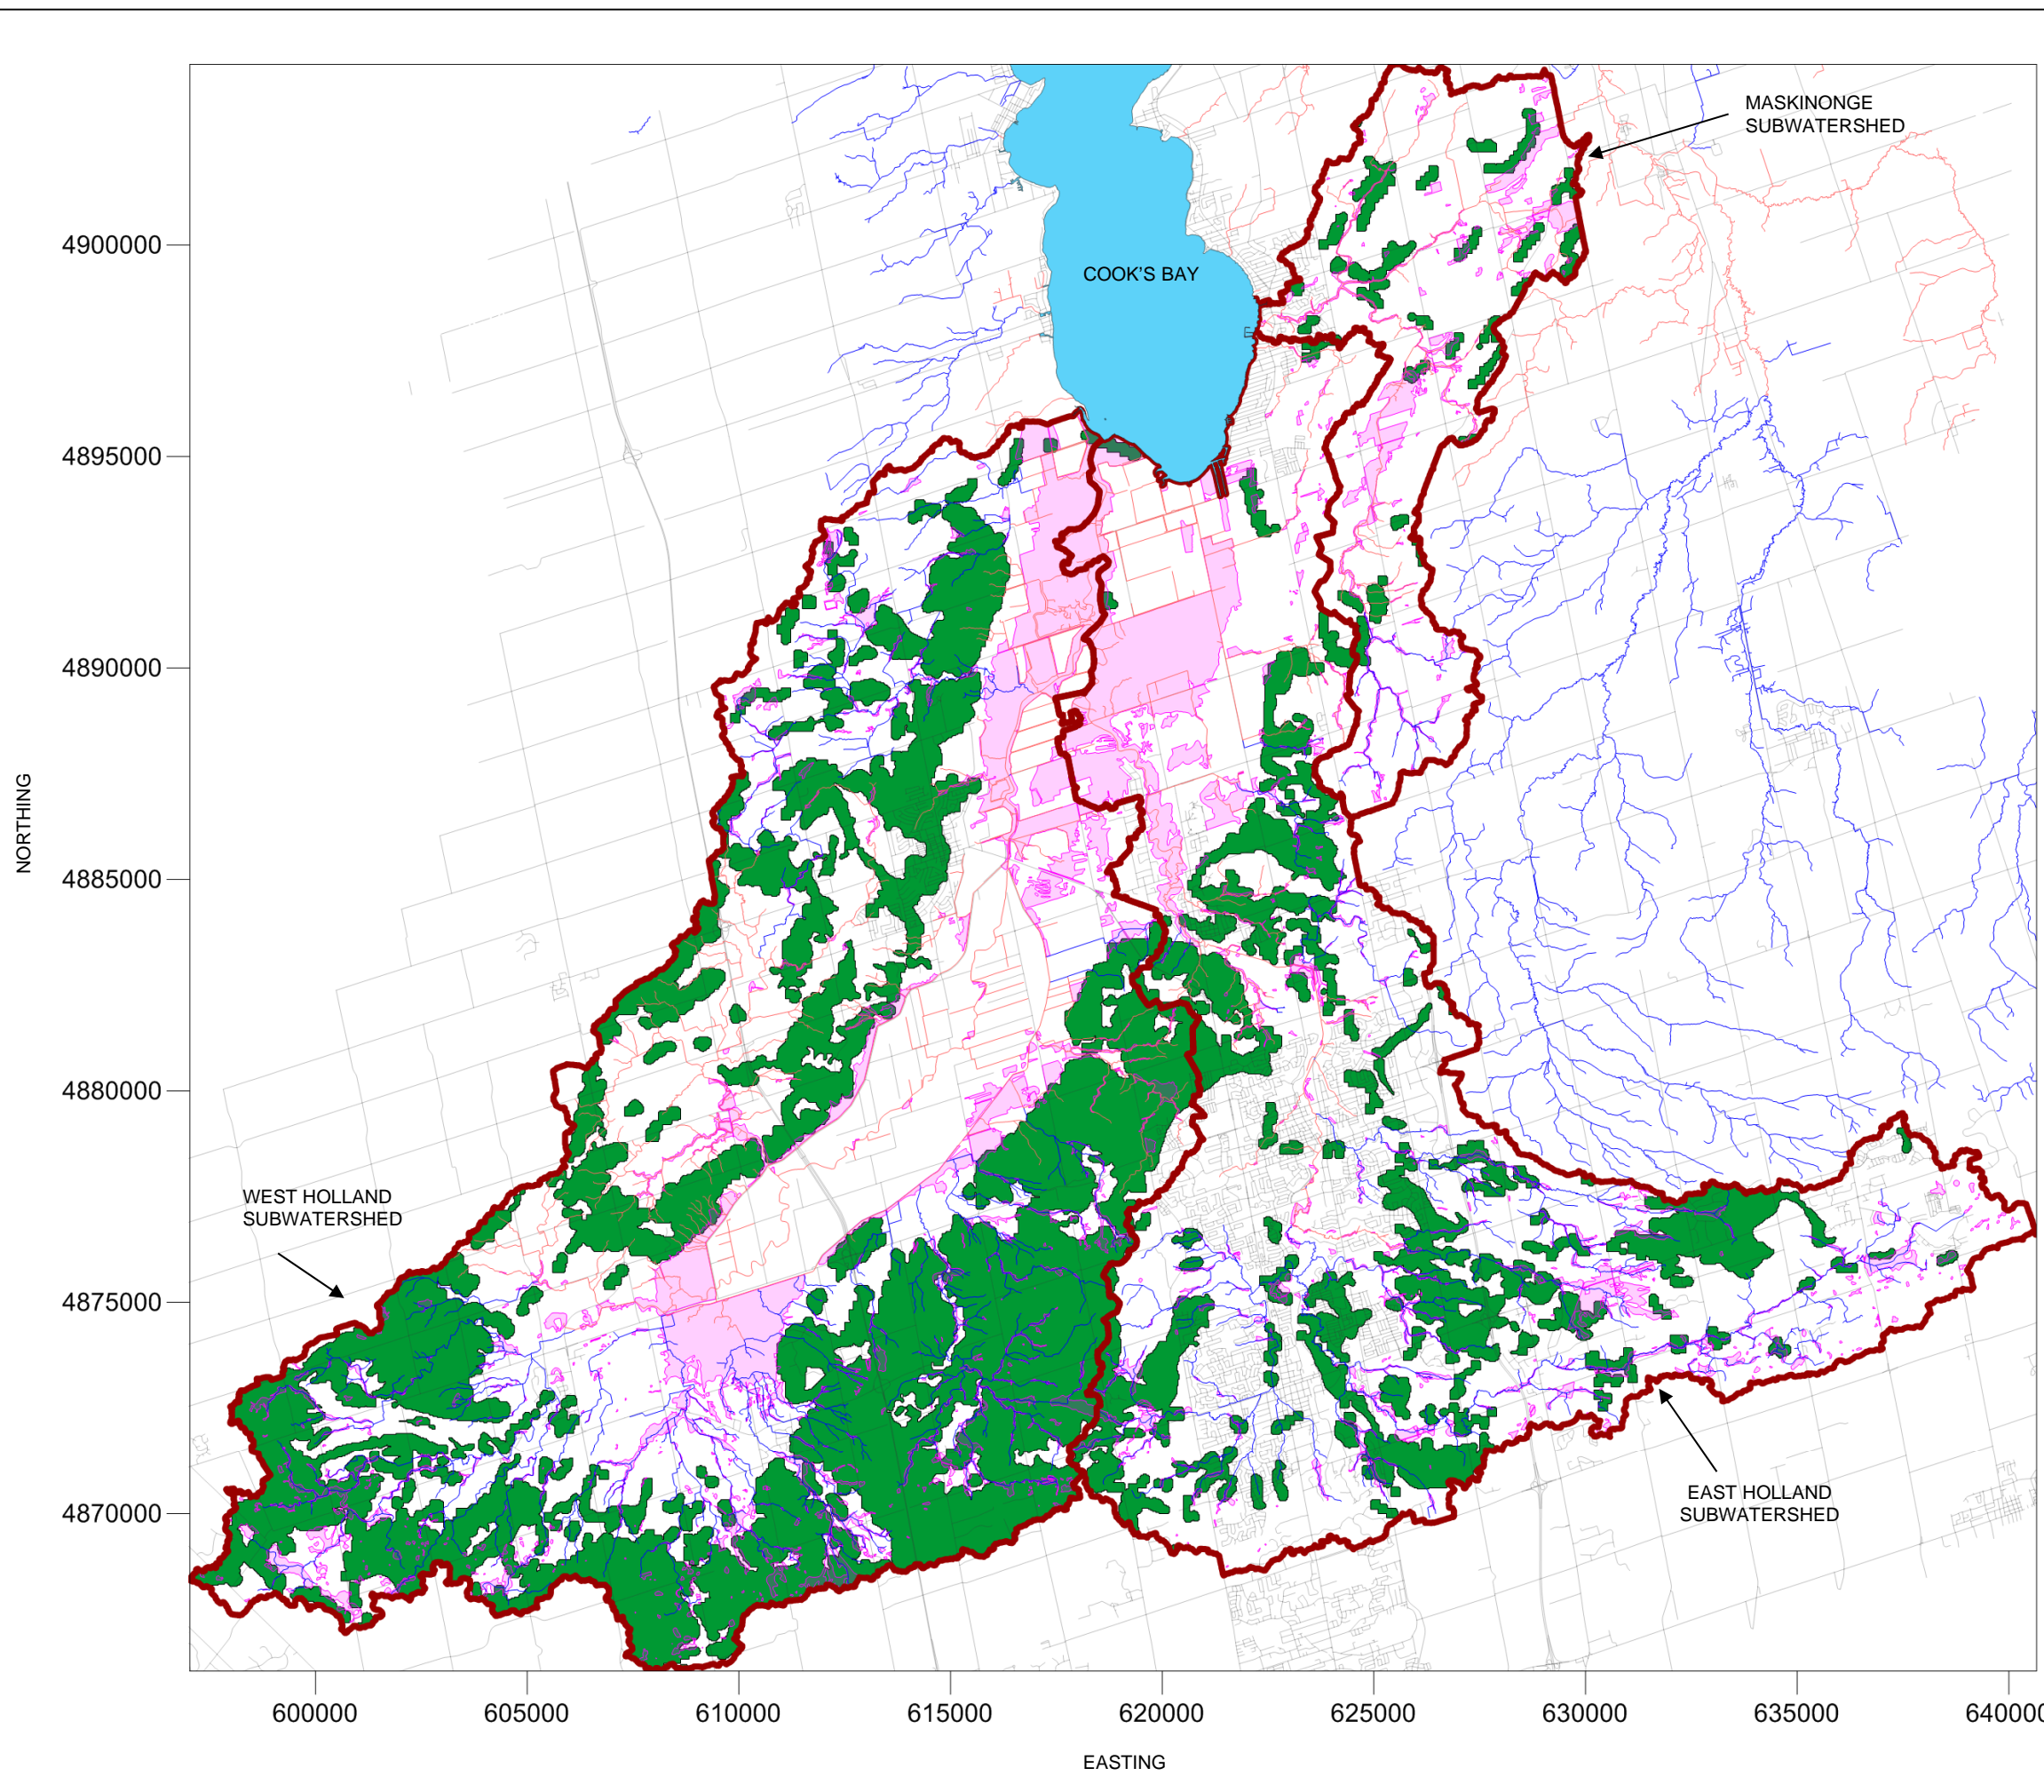 MASKINONGE
SUBWATERSHED
COOK'S BAY
4900000
4895000
4890000
4885000
4880000
4875000
4870000
NORTHING
WEST HOLLAND
SUBWATERSHED
EAST HOLLAND
SUBWATERSHED
600000
605000
610000
615000
620000
625000
630000
635000
640000
EASTING